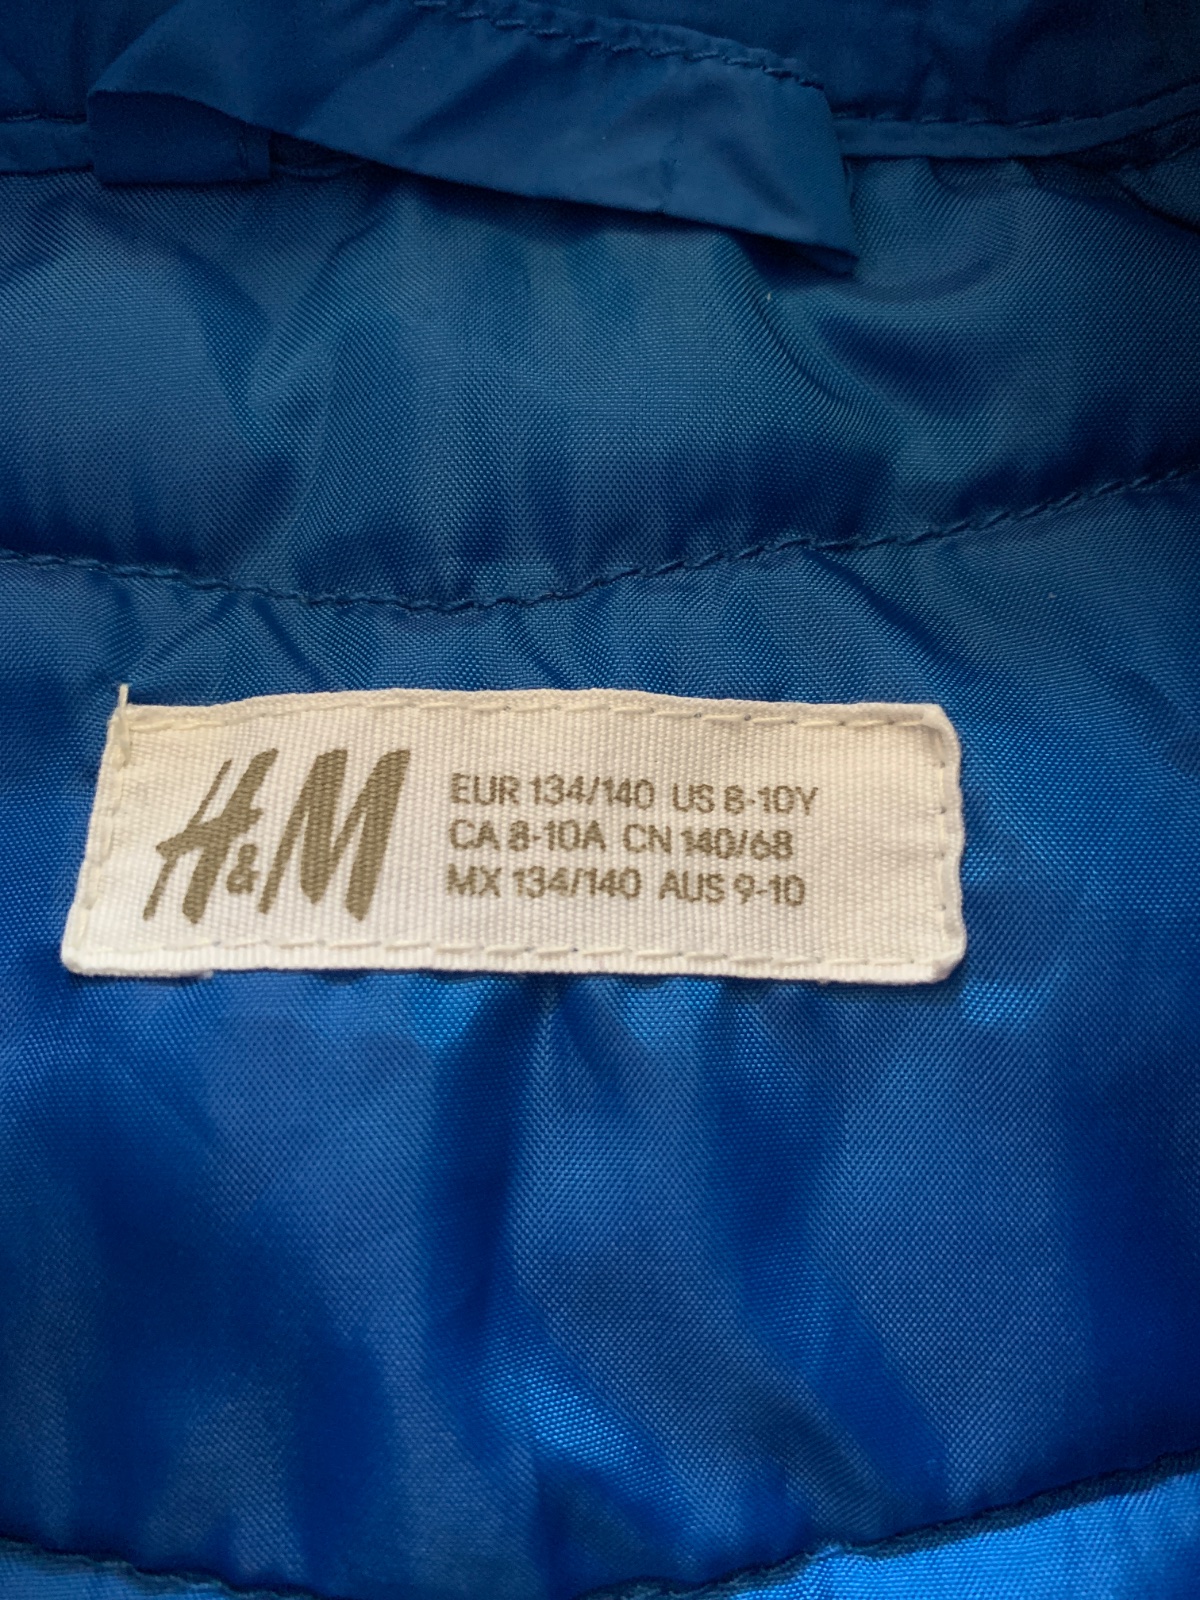 H&M
EUR 134/140 US 8-10Y
CA 8-10A CN 140/68
MX 134/140 AUS 9-10